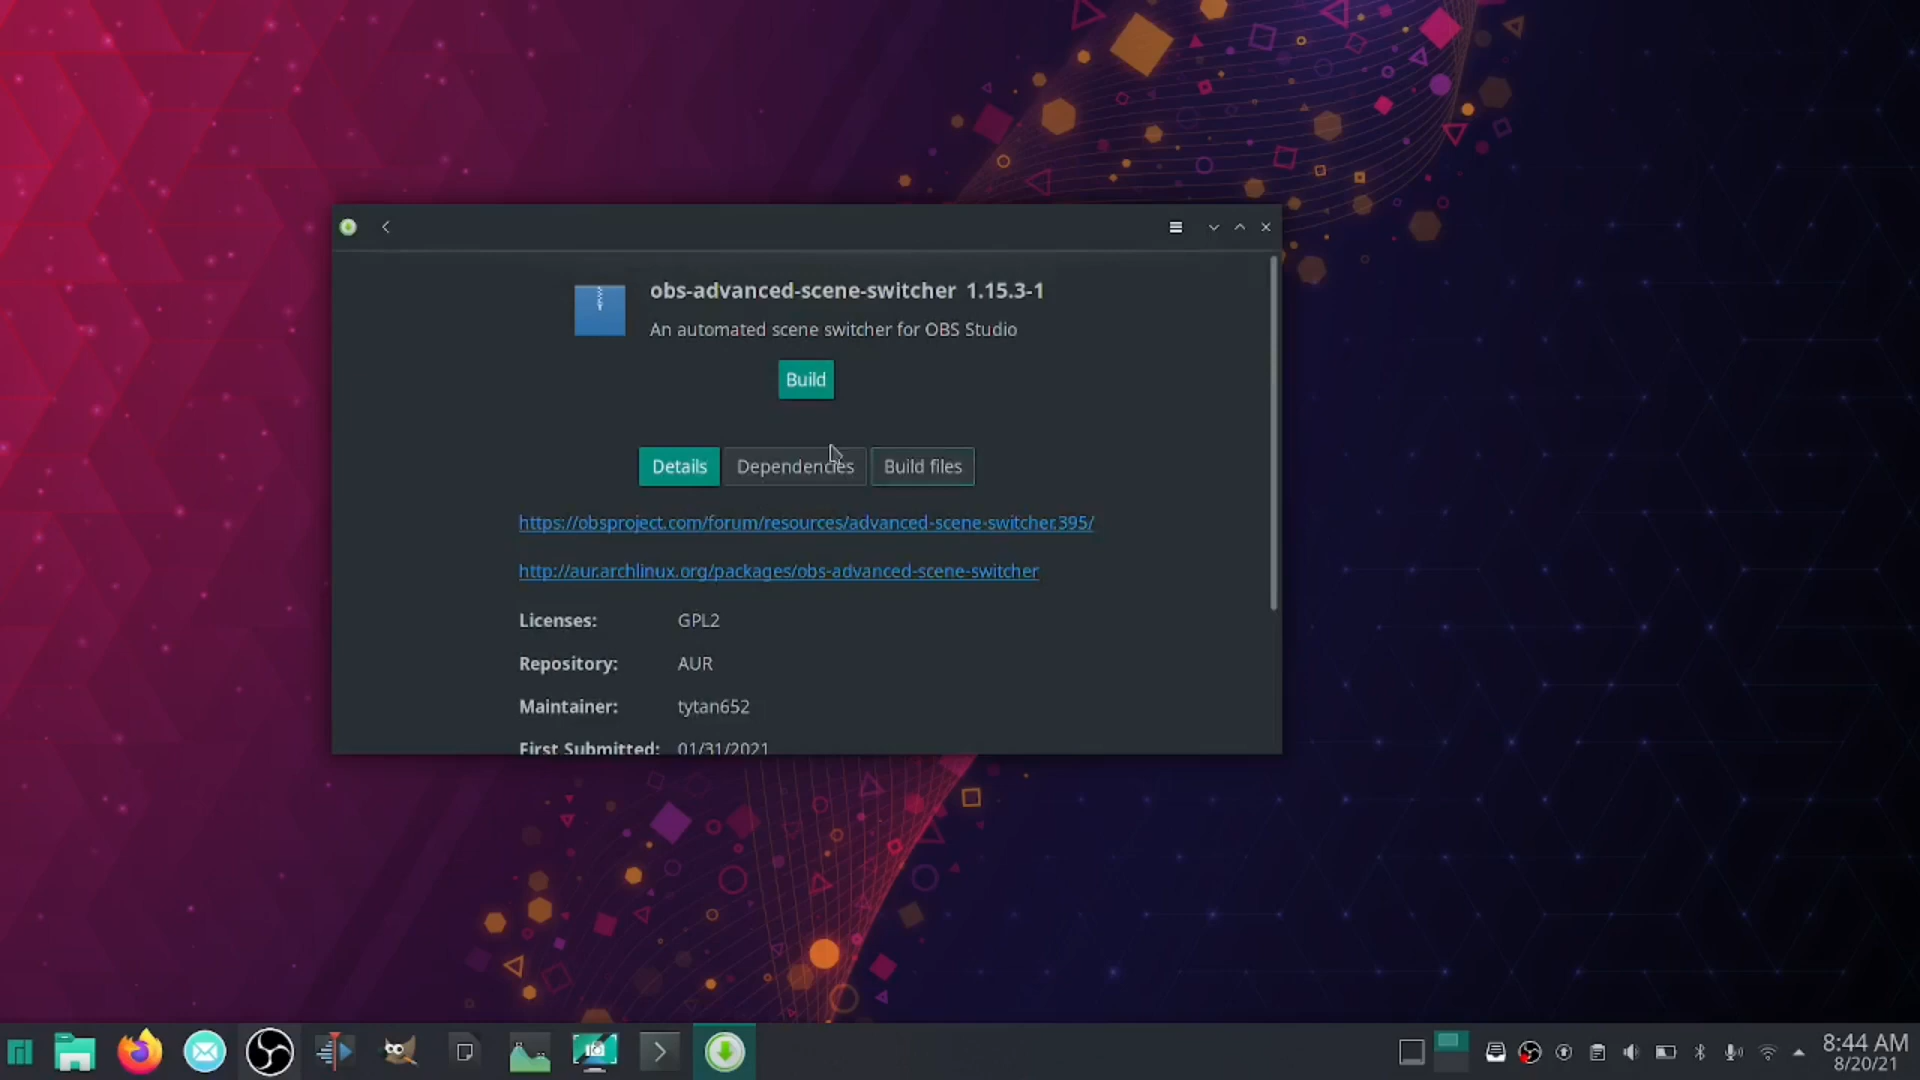 obs-advanced-scene-switcher 1.15.3-1
An automated scene switcher for OBS Studio
Build
Details Dependencies Build files
https://obsproject.com/forum/resources/advanced-scene-switcher.395/
http://aur.archlinux.org/packages/obs-advanced-scene-switcher
Licenses: GPL2
Repository: AUR
Maintainer: tytan652
First Submitted: 01/31/2021
8:44 AM
8/20/21